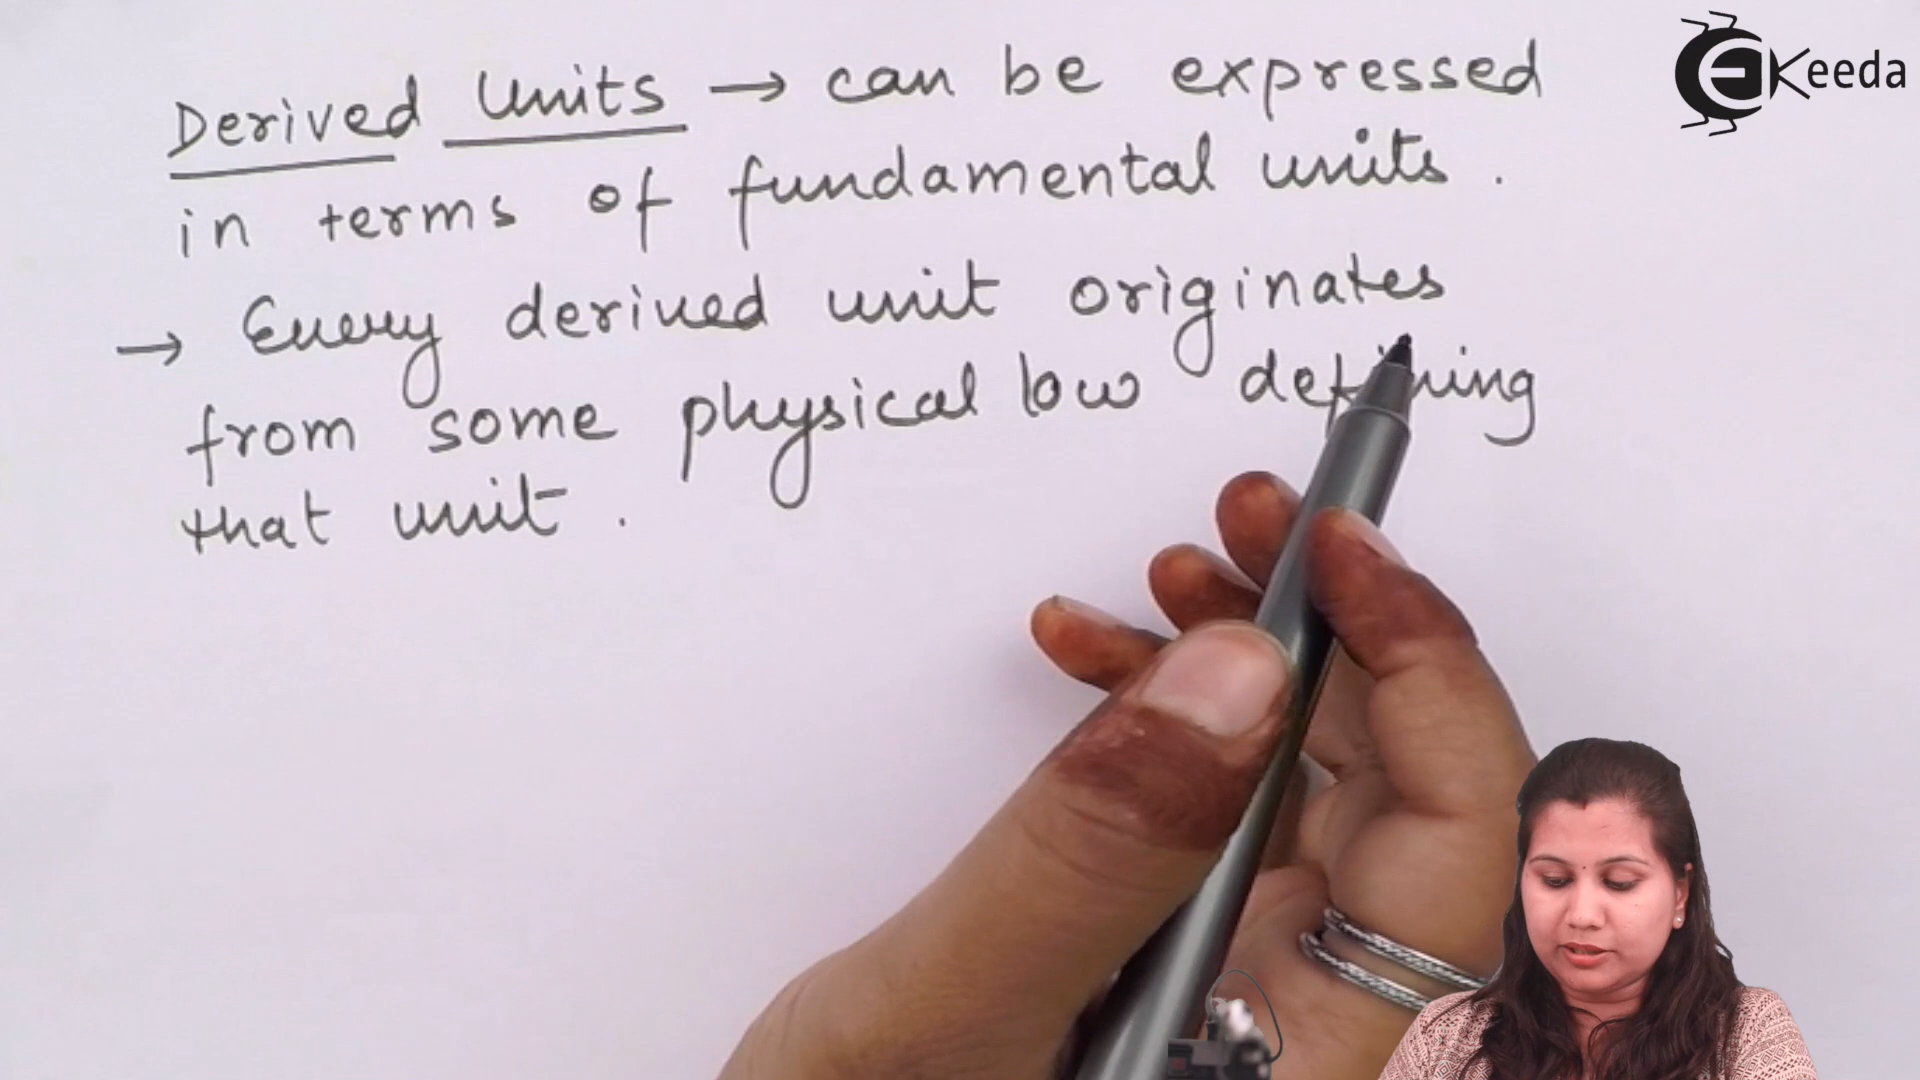 EKeeda
Derived Units → can be expressed
in terms of fundamental units.
→ Every derived unit originates
from some physical law defining
that unit.